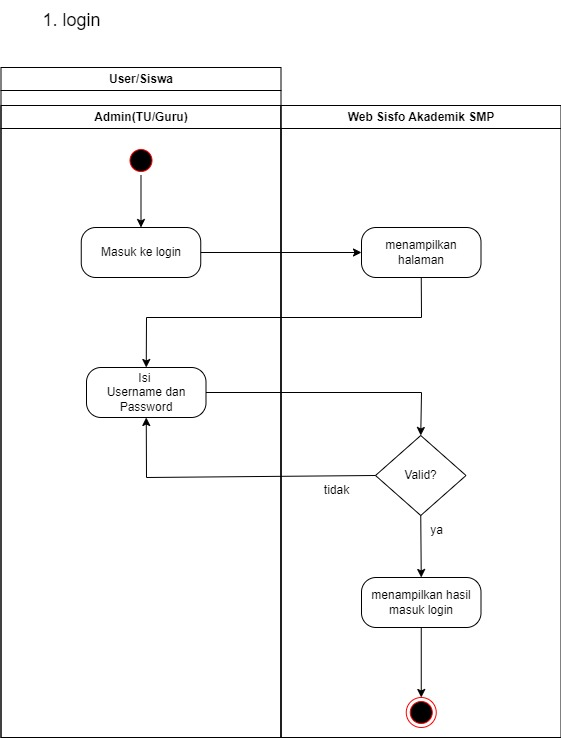 1. login
User/Siswa
Admin(TU/Guru)
Web Sisfo Akademik SMP
Masuk ke login
menampilkan
halaman
Isi
Username dan
Password
Valid?
tidak
ya
menampilkan hasil
masuk login